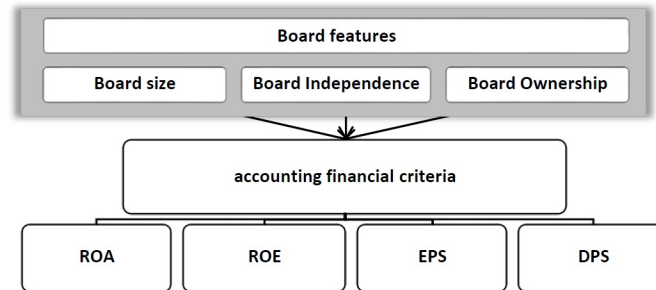 Board features
Board size
Board Independence
Board Ownership
accounting financial criteria
ROA
ROE
EPS
DPS